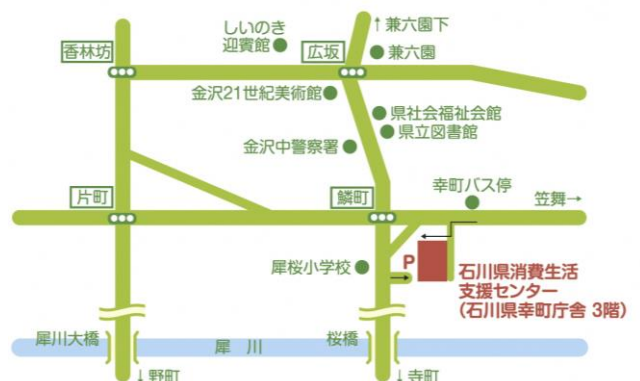 しいのき
迎賓館
↑兼六園下
香林坊
広坂
兼六園
金沢21世紀美術館
県社会福祉会館
県立図書館
金沢中警察署
幸町バス停
片町
鱗町
笠舞→
犀桜小学校
P
石川県消費生活
支援センター
（石川県幸町庁舎 3階）
犀川大橋
犀 川
桜橋
↓野町
↓寺町